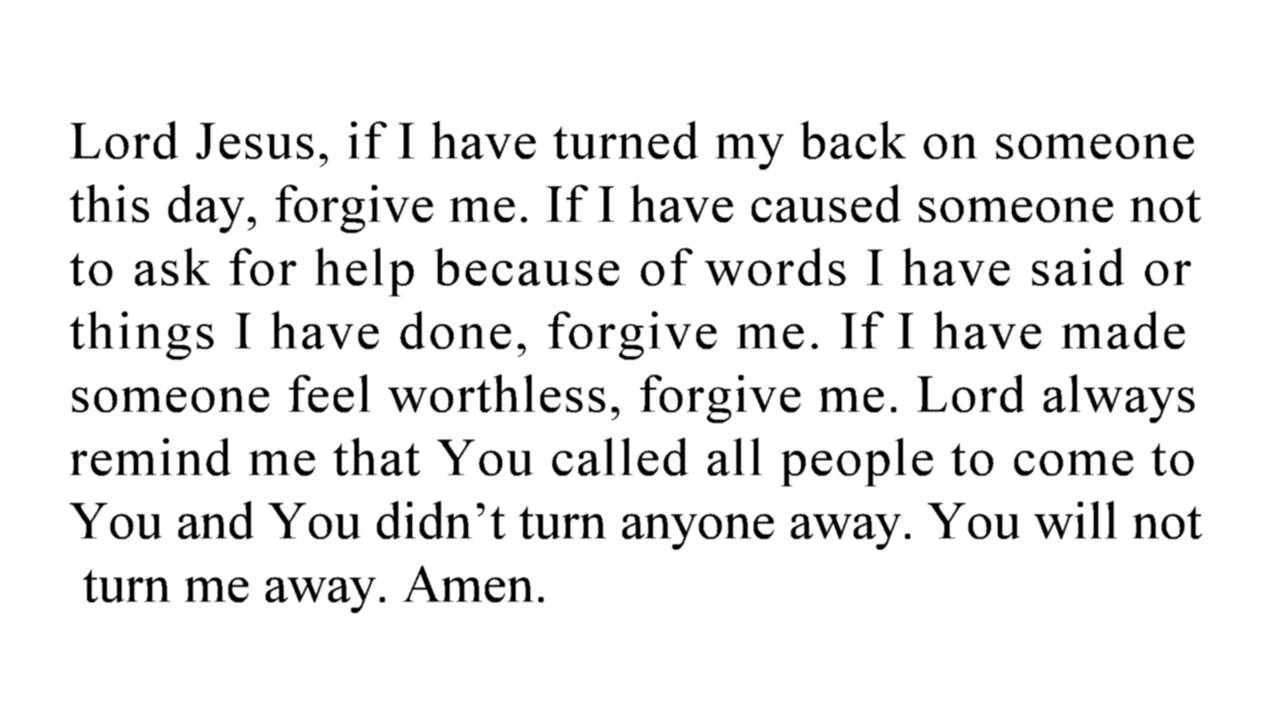 Lord Jesus, if I have turned my back on someone
this day, forgive me. If I have caused someone not
to ask for help because of words I have said or
things I have done, forgive me. If I have made
someone feel worthless, forgive me. Lord always
remind me that You called all people to come to
You and You didn’t turn anyone away. You will not
turn me away. Amen.